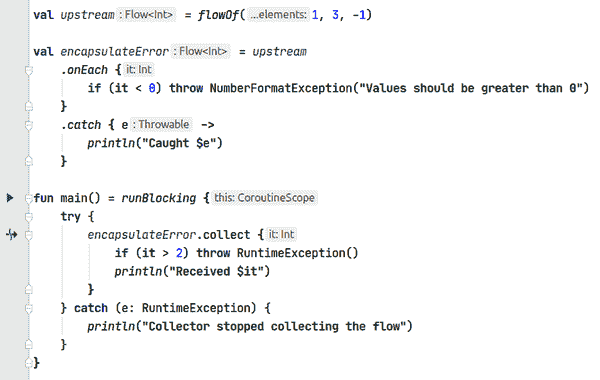 val upstream : Flow<Int> = flowOf( ...elements: 1, 3, -1)
val encapsulateError : Flow<Int> = upstream
.onEach { it: Int
if (it < 0) throw NumberFormatException("Values should be greater than 0")
}
.catch { e : Throwable ->
println("Caught $e")
}
fun main() = runBlocking { this: CoroutineScope
try {
encapsulateError.collect { it: Int
if (it > 2) throw RuntimeException()
println("Received $it")
}
} catch (e: RuntimeException) {
println("Collector stopped collecting the flow")
}
}